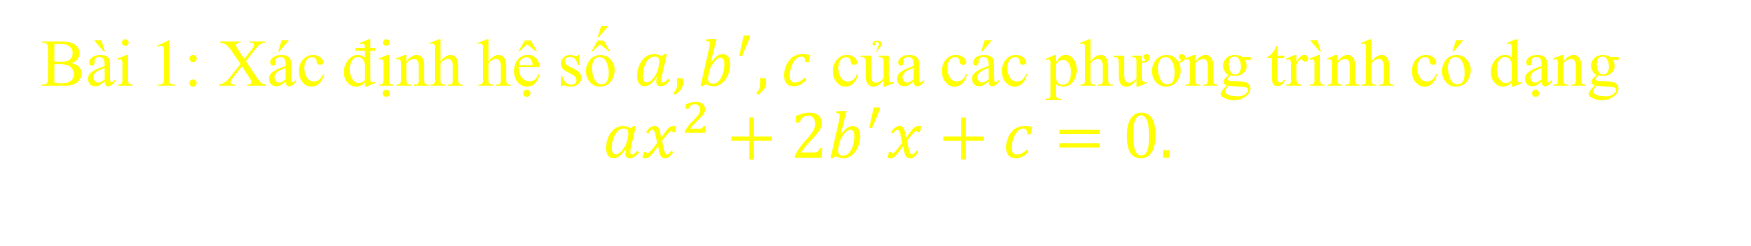 Bài 1: Xác định hệ số a, b′, c của các phương trình có dạng
ax² + 2b′x + c = 0.